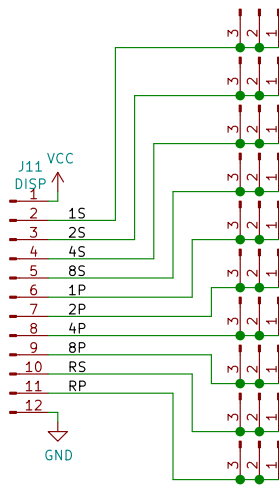 3 2 1
3 2 1
3 2 1
VCC
J11
3 2 1
DISP
1
2 1S
3 2 1
3 2S
4 4S
3 2 1
5 8S
6 1P
3 2 1
7 2P
8 4P
3 2 1
9 8P
10 RS
3 2 1
11 RP
12
3 2 1
GND